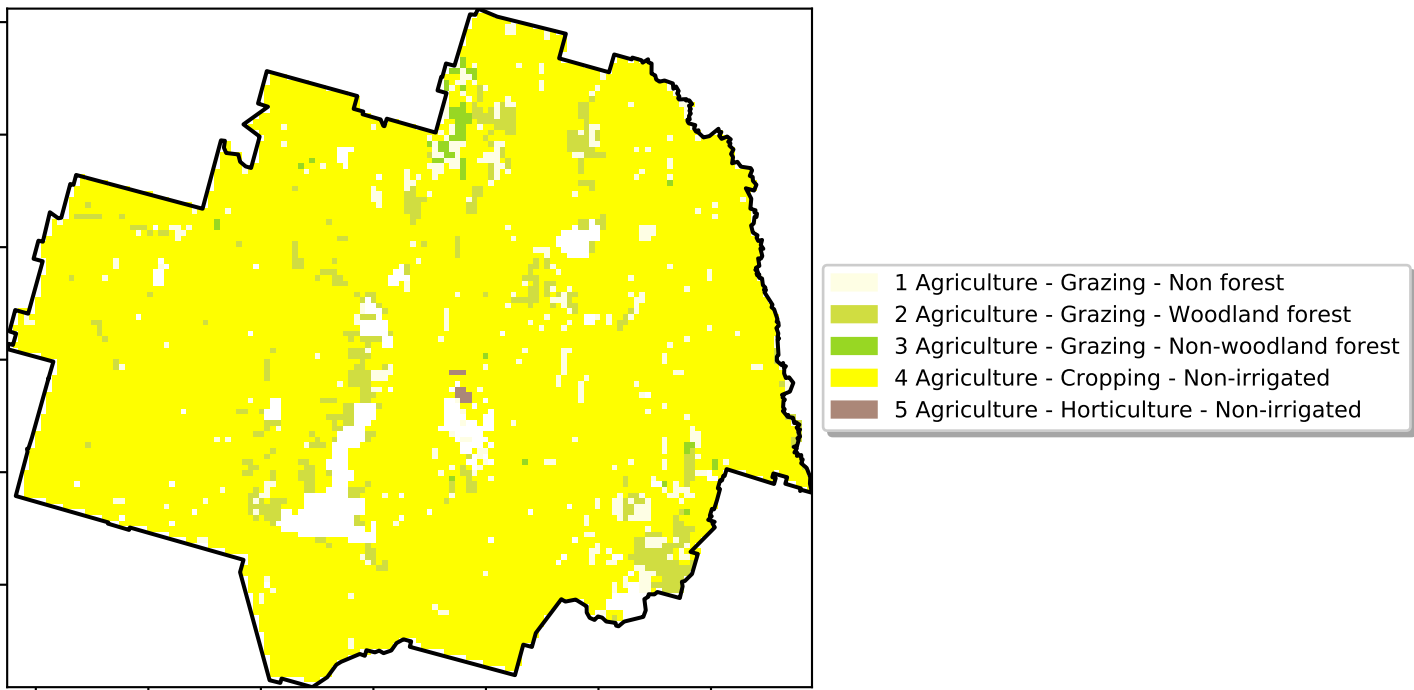 1 Agriculture - Grazing - Non forest
2 Agriculture - Grazing - Woodland forest
3 Agriculture - Grazing - Non-woodland forest
4 Agriculture - Cropping - Non-irrigated
5 Agriculture - Horticulture - Non-irrigated